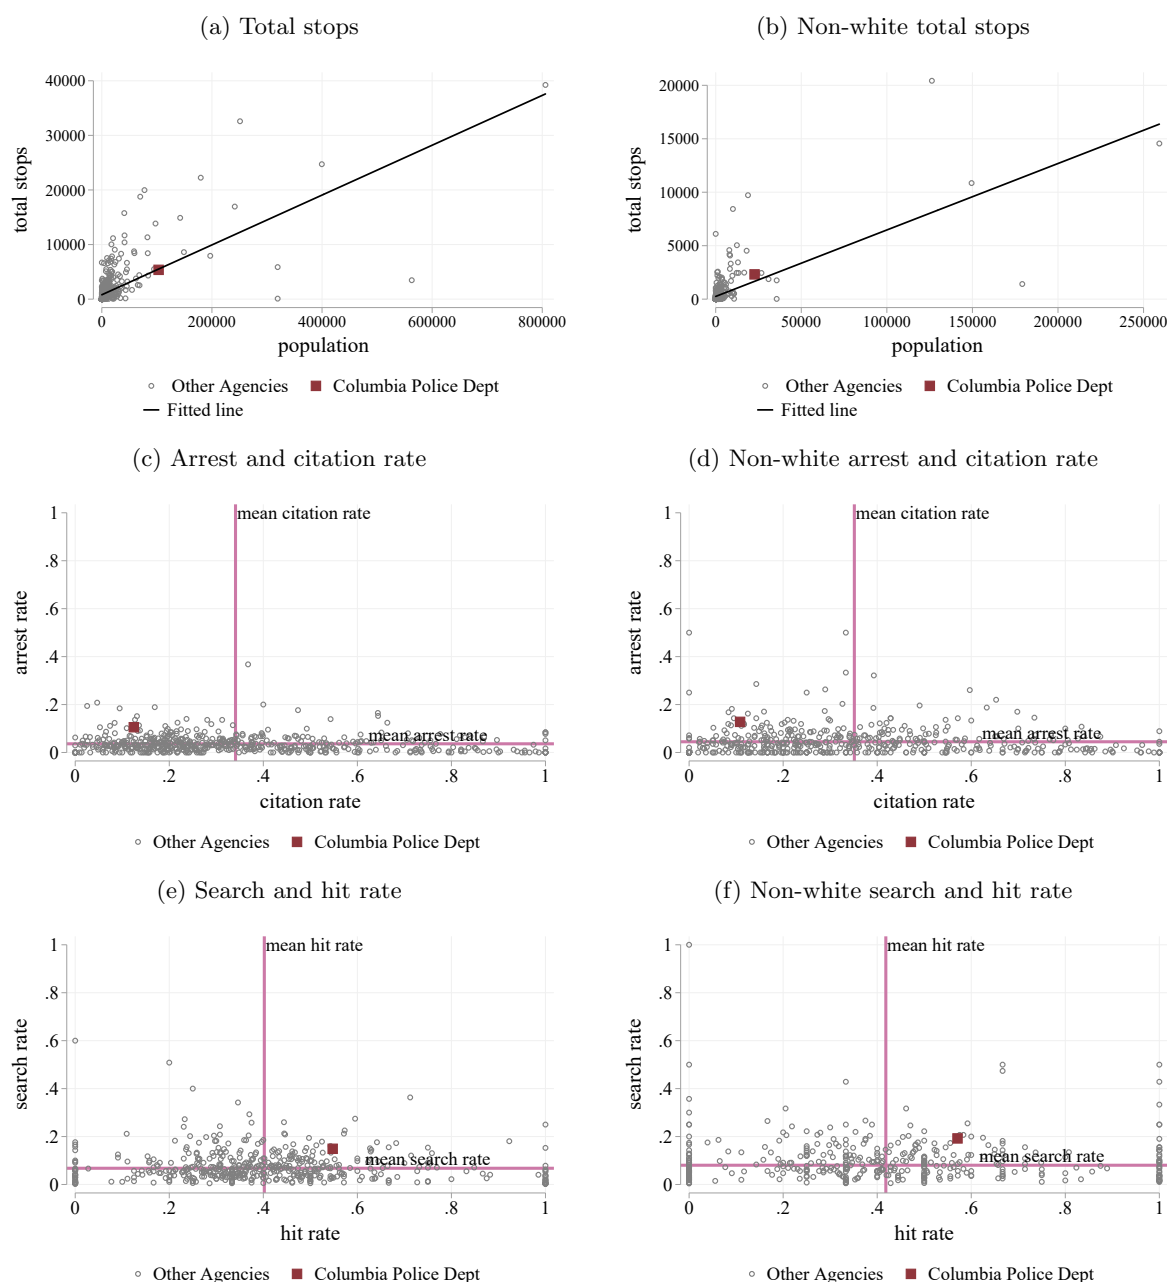 (a) Total stops
(b) Non-white total stops
total stops
40000
30000
20000
10000
0
0 200000 400000 600000 800000
population
Other Agencies Columbia Police Dept
Fitted line
total stops
20000
15000
10000
5000
0
0 50000 100000 150000 200000 250000
population
Other Agencies Columbia Police Dept
Fitted line
(c) Arrest and citation rate
(d) Non-white arrest and citation rate
arrest rate
1
.8
.6
.4
.2
0
mean citation rate
mean arrest rate
0 .2 .4 .6 .8 1
citation rate
Other Agencies Columbia Police Dept
arrest rate
1
.8
.6
.4
.2
0
mean citation rate
mean arrest rate
0 .2 .4 .6 .8 1
citation rate
Other Agencies Columbia Police Dept
(e) Search and hit rate
(f) Non-white search and hit rate
search rate
1
.8
.6
.4
.2
0
mean hit rate
mean search rate
0 .2 .4 .6 .8 1
hit rate
Other Agencies Columbia Police Dept
search rate
1
.8
.6
.4
.2
0
mean hit rate
mean search rate
0 .2 .4 .6 .8 1
hit rate
Other Agencies Columbia Police Dept